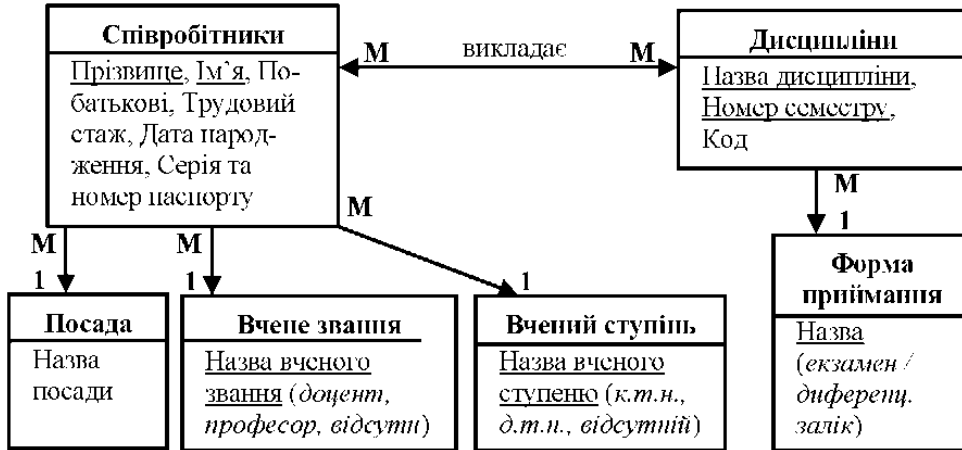 Співробітники
Прізвище, Ім’я, По-
батькові, Трудовий
стаж, Дата народ-
ження, Серія та
номер паспорту
М
викладає
М
Дисципліни
Назва дисципліни,
Номер семестру,
Код
М
М
М
М
1
1
1
1
Посада
Назва
посади
Вчене звання
Назва вченого
звання (доцент,
професор, відсутн)
Вчений ступінь
Назва вченого
ступеню (к.т.н.,
д.т.н., відсутній)
Форма
приймання
Назва
(екзамен /
диференц.
залік)